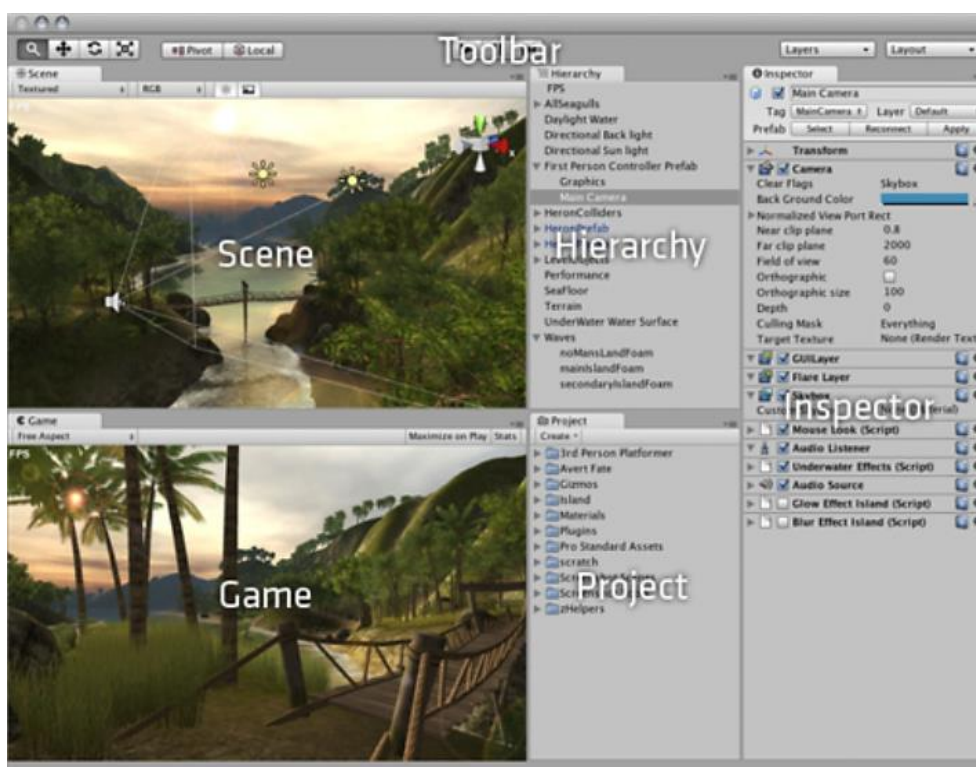 Toolbar
Pivot Local Layers Layout
Scene
Textured RGB
Scene
Hierarchy
FPS
AllSeagulls
Daylight Water
Directional Back light
Directional Sun light
First Person Controller Prefab
Graphics
Main Camera
HeronColliders
HeronPrefab
LevelObjects
Performance
SeaFloor
Terrain
UnderWater Water Surface
Waves
noMansLandFoam
mainIslandFoam
secondaryIslandFoam
Hierarchy
Inspector
Main Camera
Tag MainCamera Layer Default
Prefab Select Reconnect Apply
Transform
Camera
Clear Flags Skybox
Back Ground Color
Normalized View Port Rect
Near clip plane 0.8
Far clip plane 2000
Field of view 60
Orthographic
Orthographic size 100
Depth 0
Culling Mask Everything
Target Texture None (Render Text
GUILayer
Flare Layer
Skybox
Mouse Look (Script)
Audio Listener
Underwater Effects (Script)
Audio Source
Glow Effect Island (Script)
Blur Effect Island (Script)
Inspector
Game
Free Aspect Maximize on Play Stats
FPS
Game
Project
Create
3rd Person Platformer
Avert Fate
Gizmos
Island
Materials
Plugins
Pro Standard Assets
scratch
zHelpers
Project